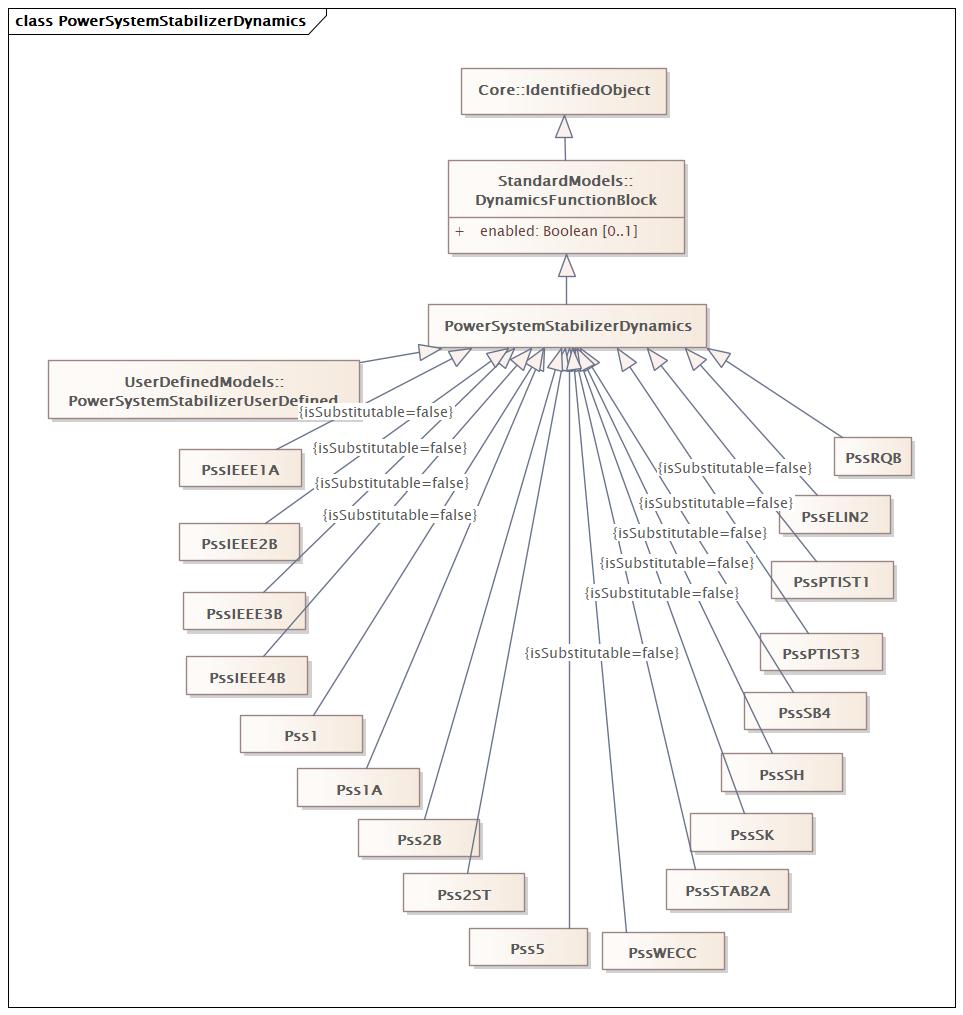 class PowerSystemStabilizerDynamics
Core::IdentifiedObject
StandardModels::
DynamicsFunctionBlock
+ enabled: Boolean [0..1]
PowerSystemStabilizerDynamics
UserDefinedModels::
PowerSystemStabilizerUserDefined
{isSubstitutable=false}
{isSubstitutable=false}
{isSubstitutable=false}
{isSubstitutable=false}
{isSubstitutable=false}
{isSubstitutable=false}
{isSubstitutable=false}
{isSubstitutable=false}
{isSubstitutable=false}
{isSubstitutable=false}
PssIEEE1A
PssIEEE2B
PssIEEE3B
PssIEEE4B
Pss1
Pss1A
Pss2B
Pss2ST
Pss5
PssWECC
PssSTAB2A
PssSK
PssSH
PssSB4
PssPTIST3
PssPTIST1
PssELIN2
PssRQB